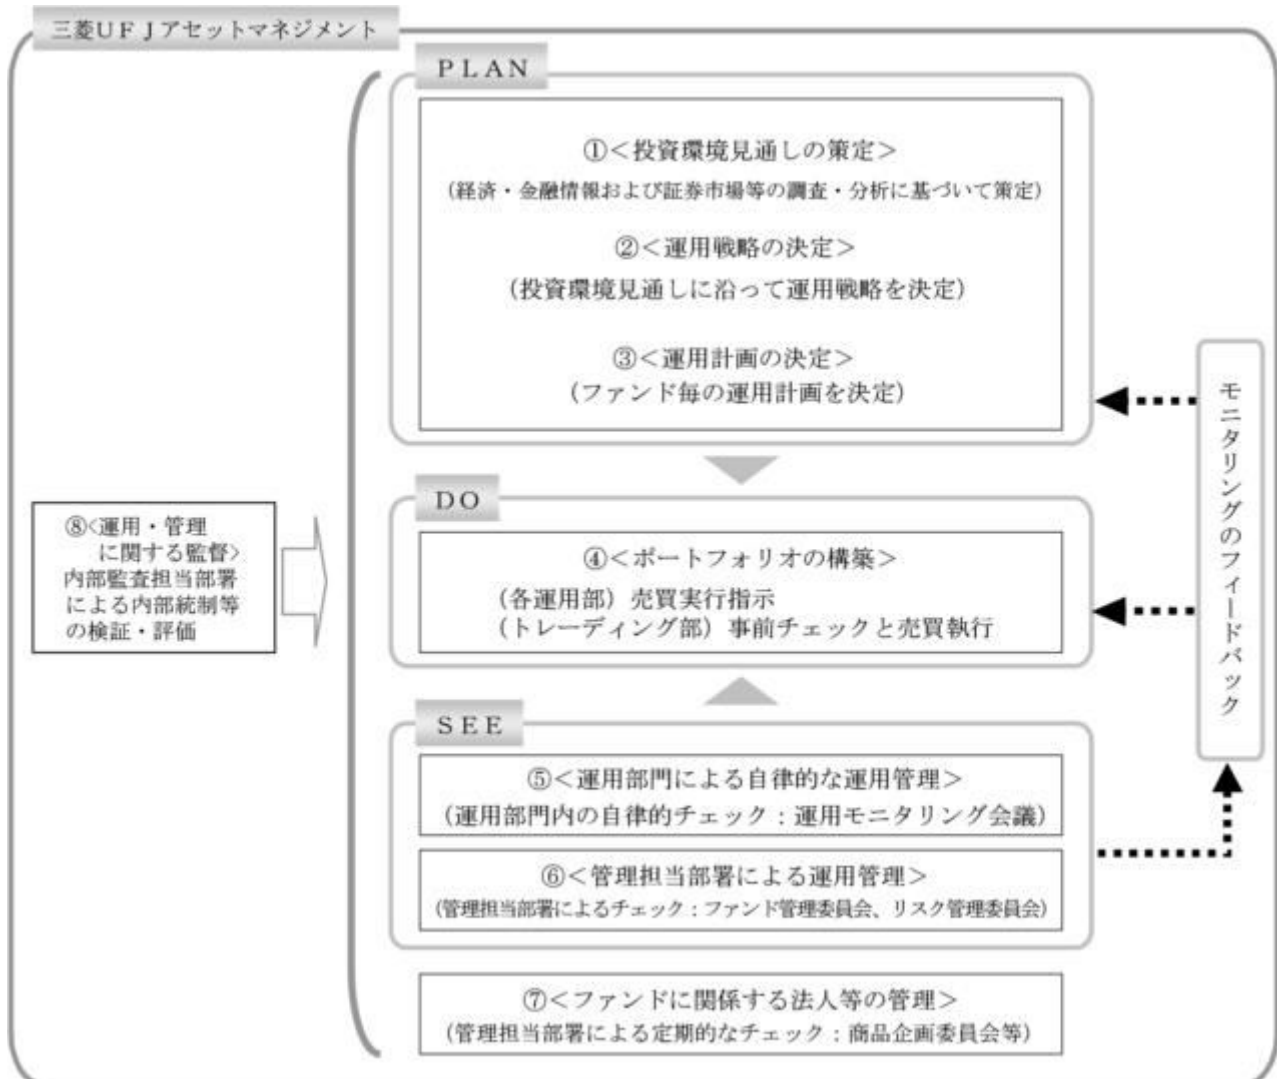 三菱ＵＦＪアセットマネジメント
ＰＬＡＮ
①＜投資環境見通しの策定＞
（経済・金融情報および証券市場等の調査・分析に基づいて策定）
②＜運用戦略の決定＞
（投資環境見通しに沿って運用戦略を決定）
③＜運用計画の決定＞
（ファンド毎の運用計画を決定）
モニタリングのフィードバック
ＤＯ
④＜ポートフォリオの構築＞
（各運用部）売買実行指示
（トレーディング部）事前チェックと売買執行
⑧<運用・管理
に関する監督>
内部監査担当部署
による内部統制等
の検証・評価
ＳＥＥ
⑤＜運用部門による自律的な運用管理＞
（運用部門内の自律的チェック：運用モニタリング会議）
⑥＜管理担当部署による運用管理＞
（管理担当部署によるチェック：ファンド管理委員会、リスク管理委員会）
⑦＜ファンドに関係する法人等の管理＞
（管理担当部署による定期的なチェック：商品企画委員会等）